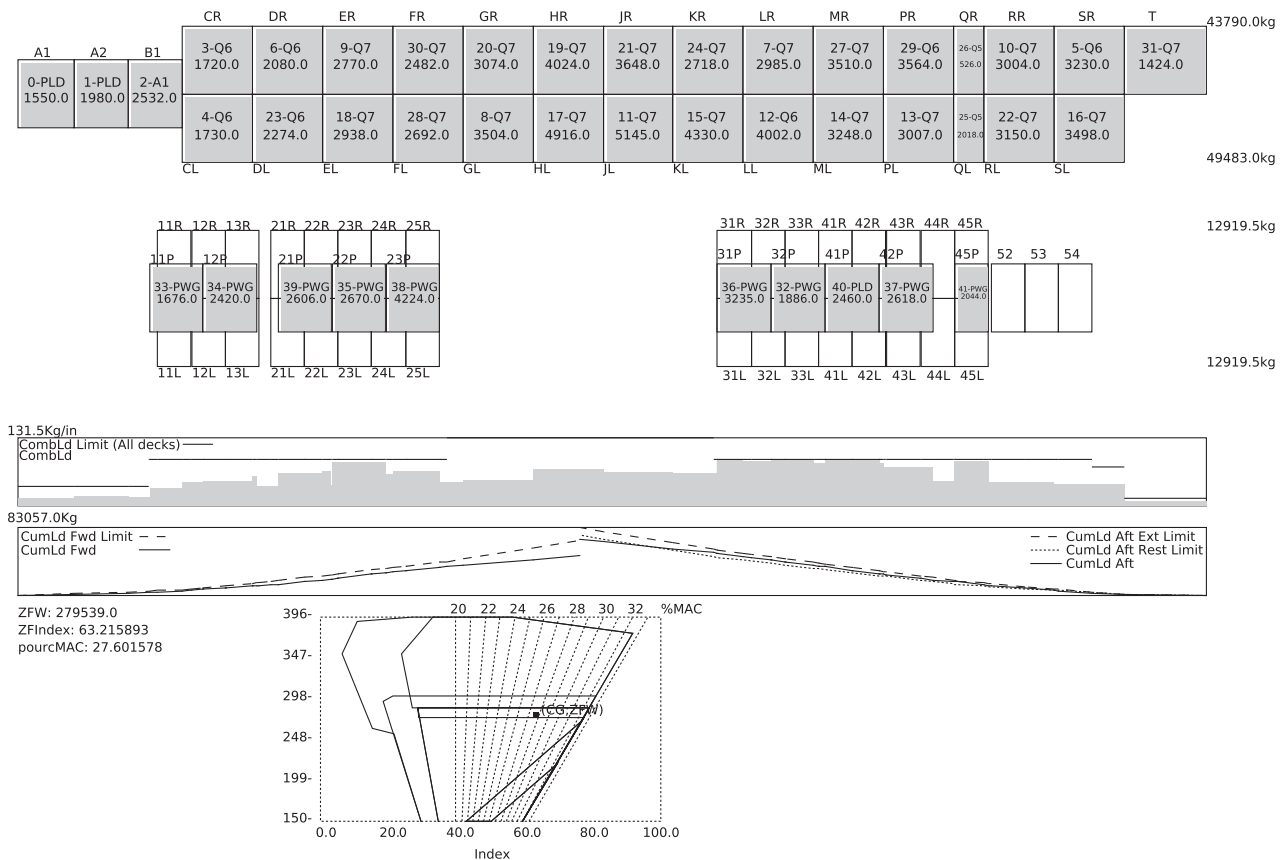 CR DR ER FR GR HR JR KR LR MR PR QR RR SR T
43790.0kg
A1 A2 B1
3-Q6 6-Q6 9-Q7 30-Q7 20-Q7 19-Q7 21-Q7 24-Q7 7-Q7 27-Q7 29-Q6 26-Q5 10-Q7 5-Q6 31-Q7
1720.0 2080.0 2770.0 2482.0 3074.0 4024.0 3648.0 2718.0 2985.0 3510.0 3564.0 526.0 3004.0 3230.0 1424.0
0-PLD 1-PLD 2-A1
1550.0 1980.0 2532.0
4-Q6 23-Q6 18-Q7 28-Q7 8-Q7 17-Q7 11-Q7 15-Q7 12-Q6 14-Q7 13-Q7 25-Q5 22-Q7 16-Q7
1730.0 2274.0 2938.0 2692.0 3504.0 4916.0 5145.0 4330.0 4002.0 3248.0 3007.0 2018.0 3150.0 3498.0
49483.0kg
CL DL EL FL GL HL JL KL LL ML PL QL RL SL
11R 12R 13R 21R 22R 23R 24R 25R 31R 32R 33R 41R 42R 43R 44R 45R
12919.5kg
11P 12P 21P 22P 23P 31P 32P 41P 42P 45P 52 53 54
33-PWG 34-PWG 39-PWG 35-PWG 38-PWG 36-PWG 32-PWG 40-PLD 37-PWG 41-PWG
1676.0 2420.0 2606.0 2670.0 4224.0 3235.0 1886.0 2460.0 2618.0 2044.0
12919.5kg
11L 12L 13L 21L 22L 23L 24L 25L 31L 32L 33L 41L 42L 43L 44L 45L
131.5Kg/in
CombLd Limit (All decks)
CombLd
83057.0Kg
CumLd Fwd Limit
CumLd Fwd
CumLd Aft Ext Limit
CumLd Aft Rest Limit
CumLd Aft
ZFW: 279539.0
ZFIndex: 63.215893
pourcMAC: 27.601578
20 22 24 26 28 30 32 %MAC
396-
347-
298-
(CG,ZFW)
248-
199-
150-
0.0 20.0 40.0 60.0 80.0 100.0
Index